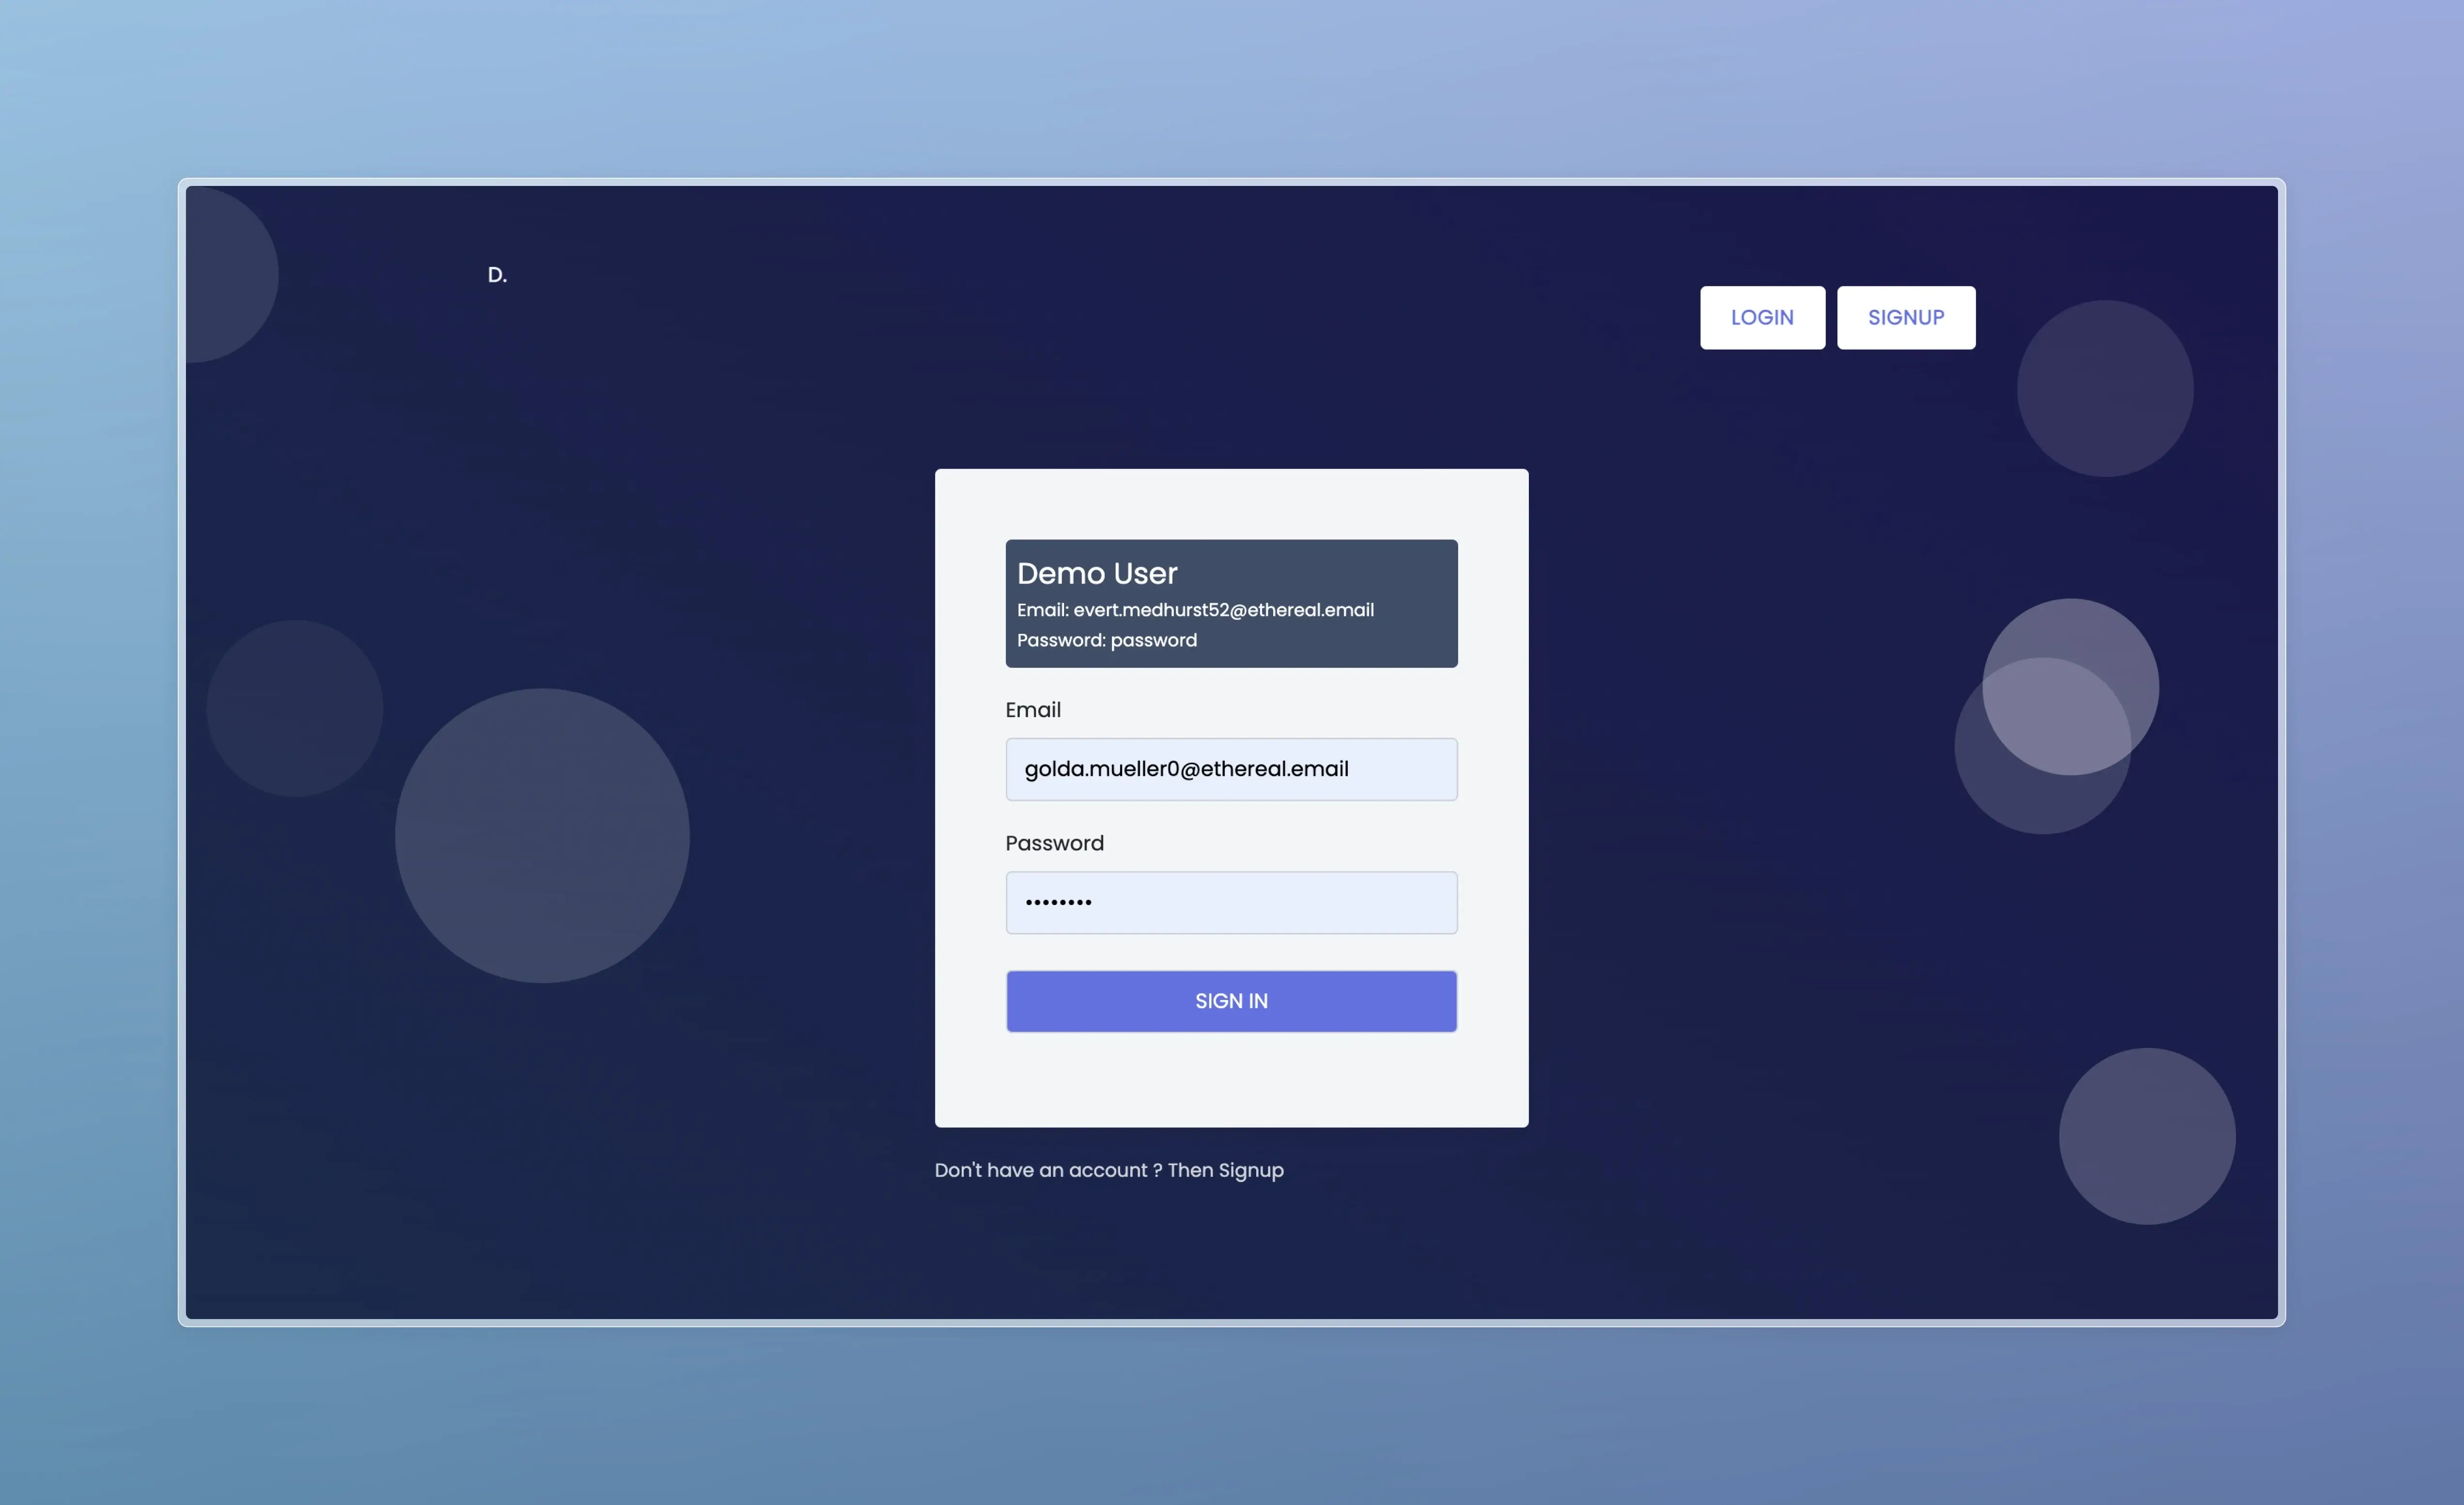 D.
LOGIN
SIGNUP
Demo User
Email: evert.medhurst52@ethereal.email
Password: password
Email
golda.mueller0@ethereal.email
Password
••••••••
SIGN IN
Don't have an account ? Then Signup